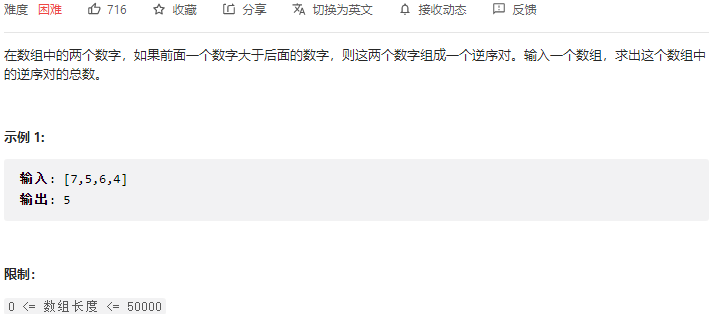 难度 困难 716 收藏 分享 切换为英文 接收动态 反馈
在数组中的两个数字，如果前面一个数字大于后面的数字，则这两个数字组成一个逆序对。输入一个数组，求出这个数组中
的逆序对的总数。
示例 1:
输入: [7,5,6,4]
输出: 5
限制：
0 <= 数组长度 <= 50000